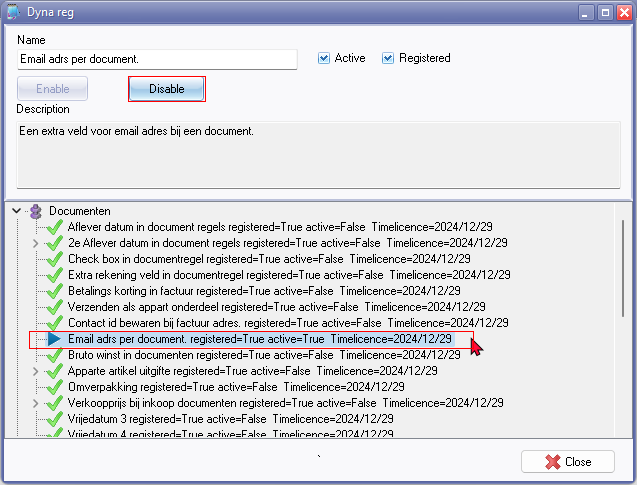 Dyna reg
Name
Email adrs per document.
Active
Registered
Enable
Disable
Description
Een extra veld voor email adres bij een document.
Documenten
Aflever datum in document regels registered=True active=False Timelicence=2024/12/29
2e Aflever datum in document regels registered=True active=False Timelicence=2024/12/29
Check box in documentregel registered=True active=False Timelicence=2024/12/29
Extra rekening veld in documentregel registered=True active=False Timelicence=2024/12/29
Betalings korting in factuur registered=True active=False Timelicence=2024/12/29
Verzenden als appart onderdeel registered=True active=False Timelicence=2024/12/29
Contact id bewaren bij factuur adres. registered=True active=False Timelicence=2024/12/29
Email adrs per document. registered=True active=True Timelicence=2024/12/29
Bruto winst in documenten registered=True active=False Timelicence=2024/12/29
Apparte artikel uitgifte registered=True active=False Timelicence=2024/12/29
Omverpakking registered=True active=False Timelicence=2024/12/29
Verkoopprijs bij inkoop documenten registered=True active=False Timelicence=2024/12/29
Vrijedatum 3 registered=True active=False Timelicence=2024/12/29
Vrijedatum 4 registered=True active=False Timelicence=2024/12/29
Close